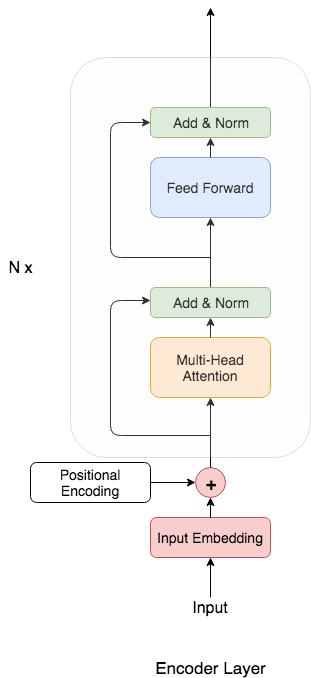 Add & Norm
Feed Forward
N x
Add & Norm
Multi-Head
Attention
Positional
Encoding
+
Input Embedding
Input
Encoder Layer